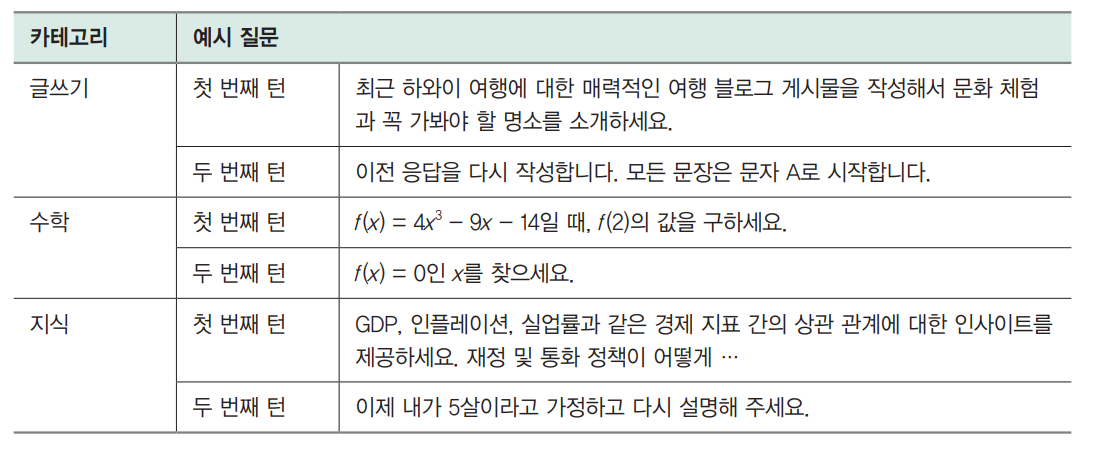 카테고리 예시 질문
글쓰기 첫 번째 턴 최근 하와이 여행에 대한 매력적인 여행 블로그 게시물을 작성해서 문화 체험
과 꼭 가봐야 할 명소를 소개하세요.
두 번째 턴 이전 응답을 다시 작성합니다. 모든 문장은 문자 A로 시작합니다.
수학 첫 번째 턴 f(x) = 4x³ – 9x – 14일 때, f(2)의 값을 구하세요.
두 번째 턴 f(x) = 0인 x를 찾으세요.
지식 첫 번째 턴 GDP, 인플레이션, 실업률과 같은 경제 지표 간의 상관 관계에 대한 인사이트를
제공하세요. 재정 및 통화 정책이 어떻게 …
두 번째 턴 이제 내가 5살이라고 가정하고 다시 설명해 주세요.